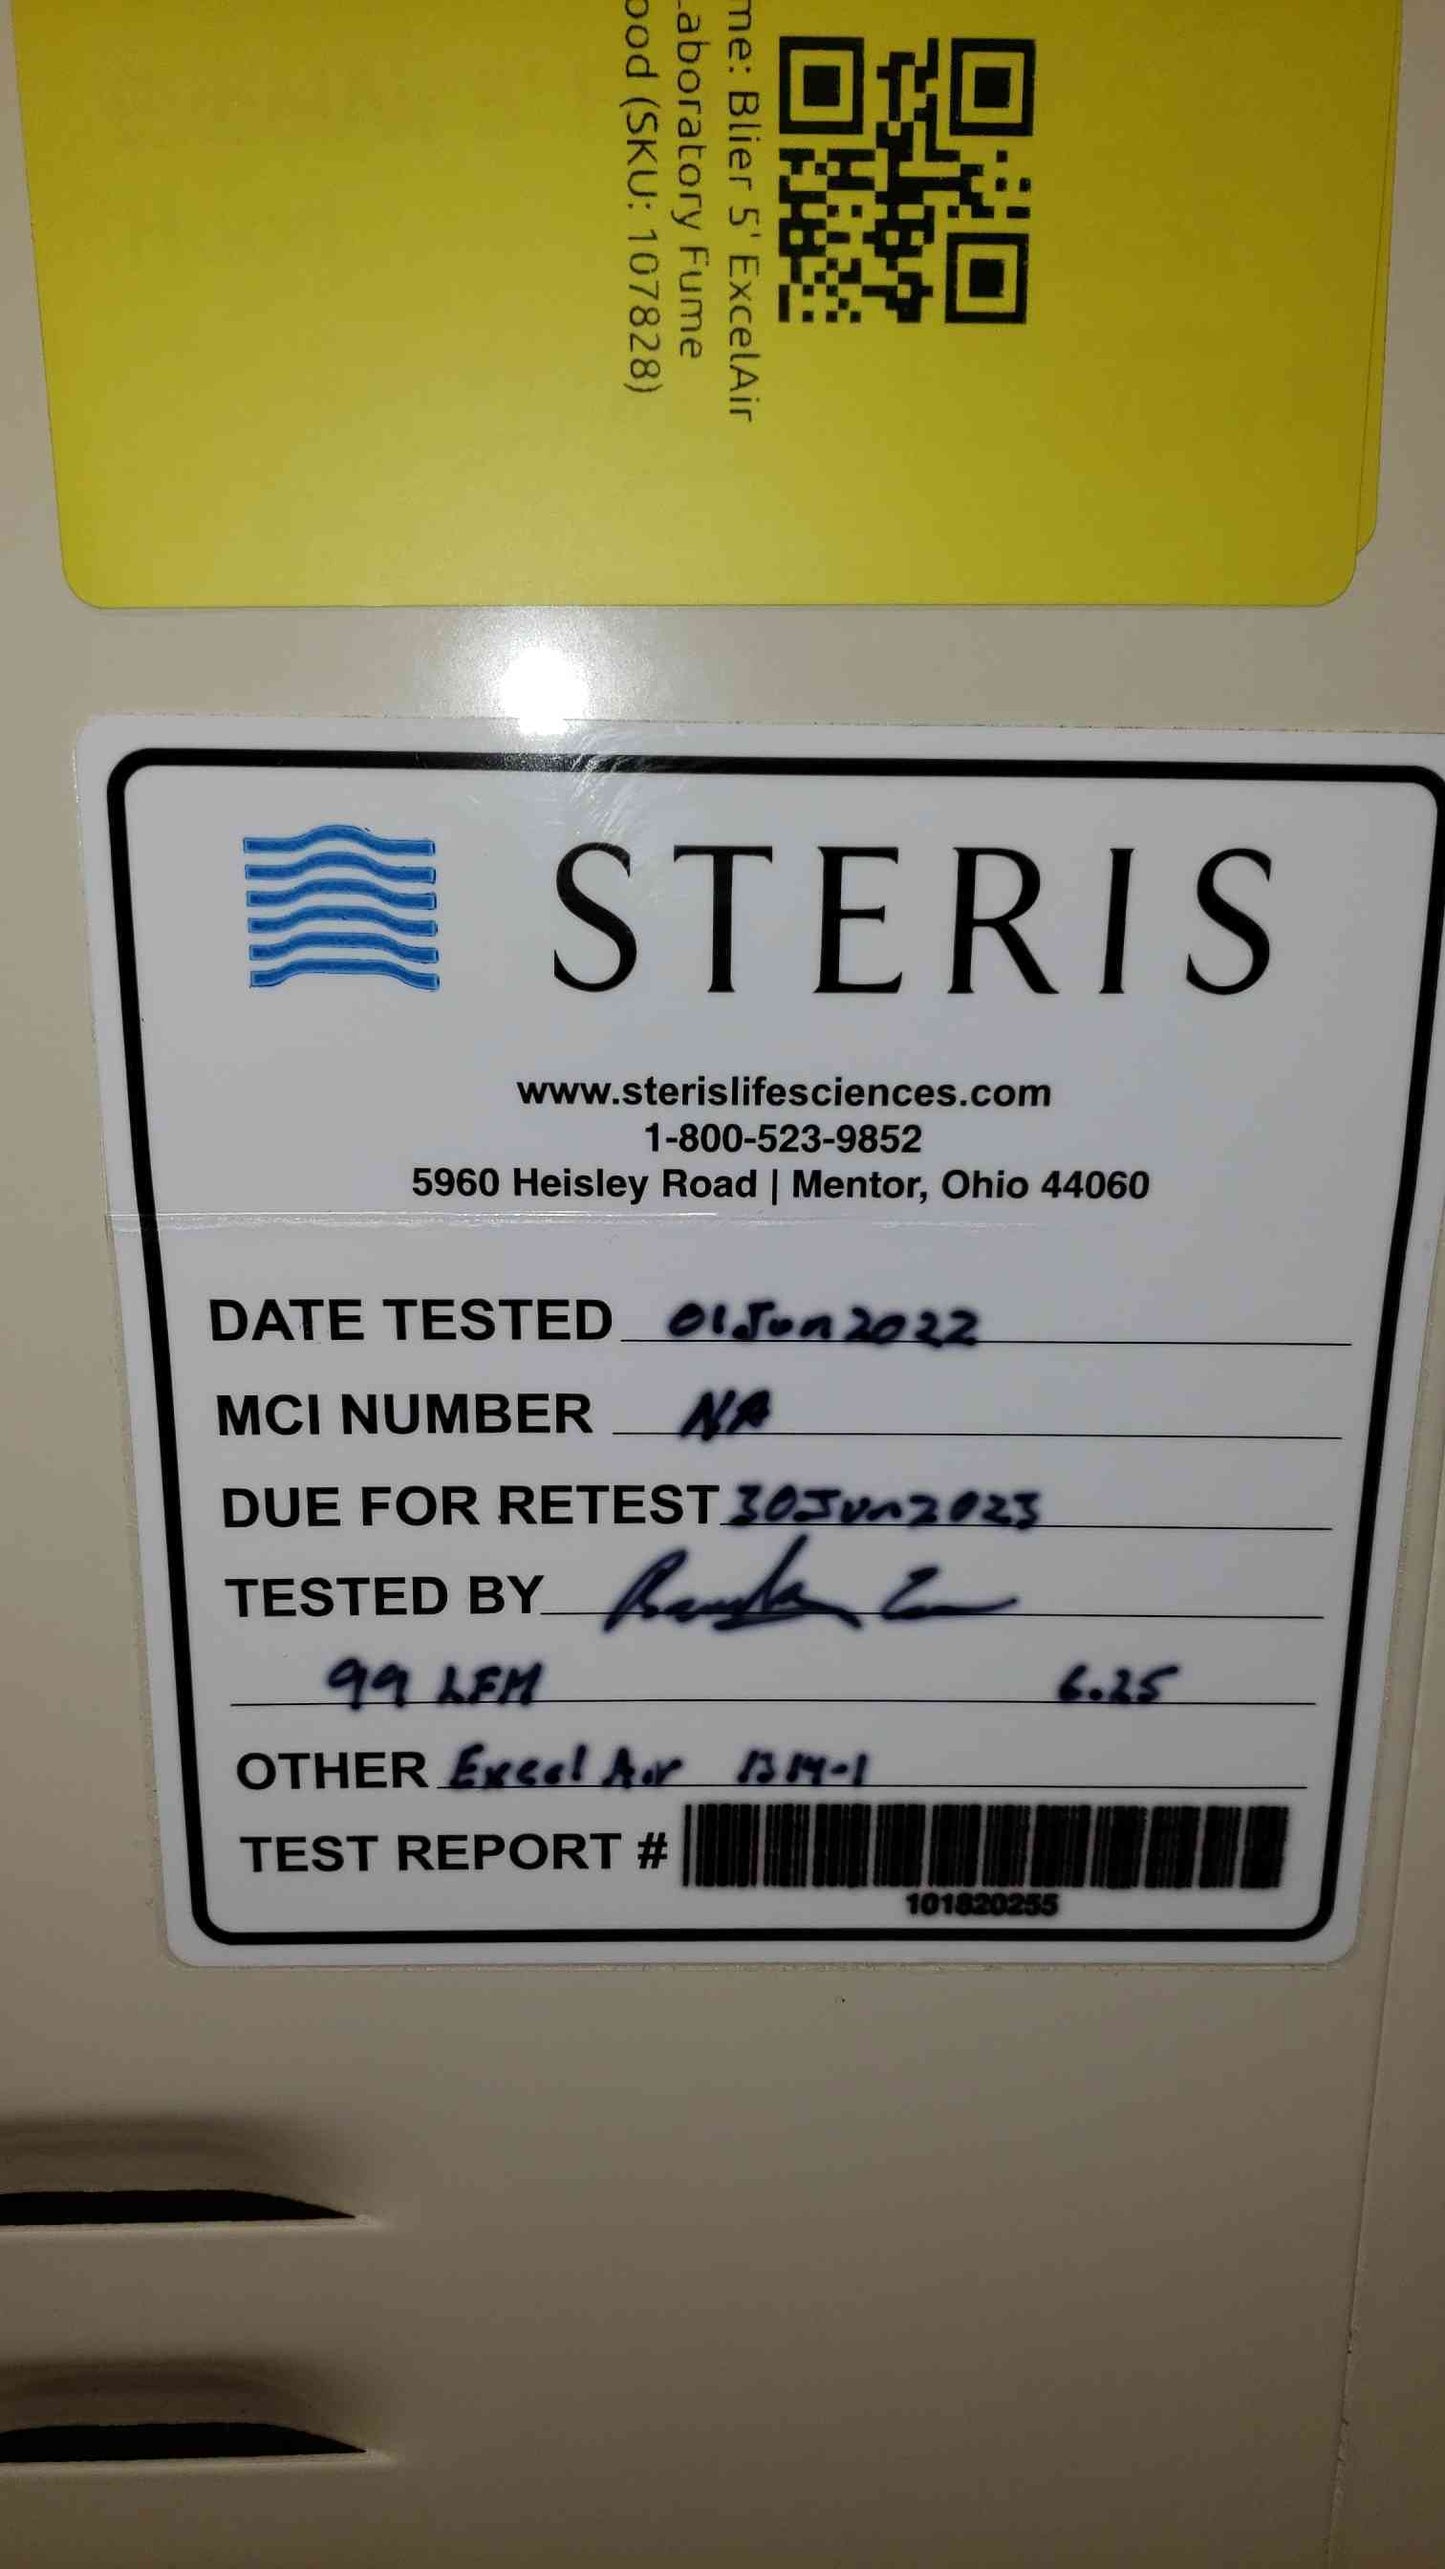 me: Blier 5' ExcelAir
Laboratory Fume
ood (SKU: 107828)
STERIS
www.sterislifesciences.com
1-800-523-9852
5960 Heisley Road | Mentor, Ohio 44060
DATE TESTED 01Jun2022
MCI NUMBER NA
DUE FOR RETEST 30Jun2023
TESTED BY
99 LFM 6.25
OTHER Excel Air
TEST REPORT #
101820255